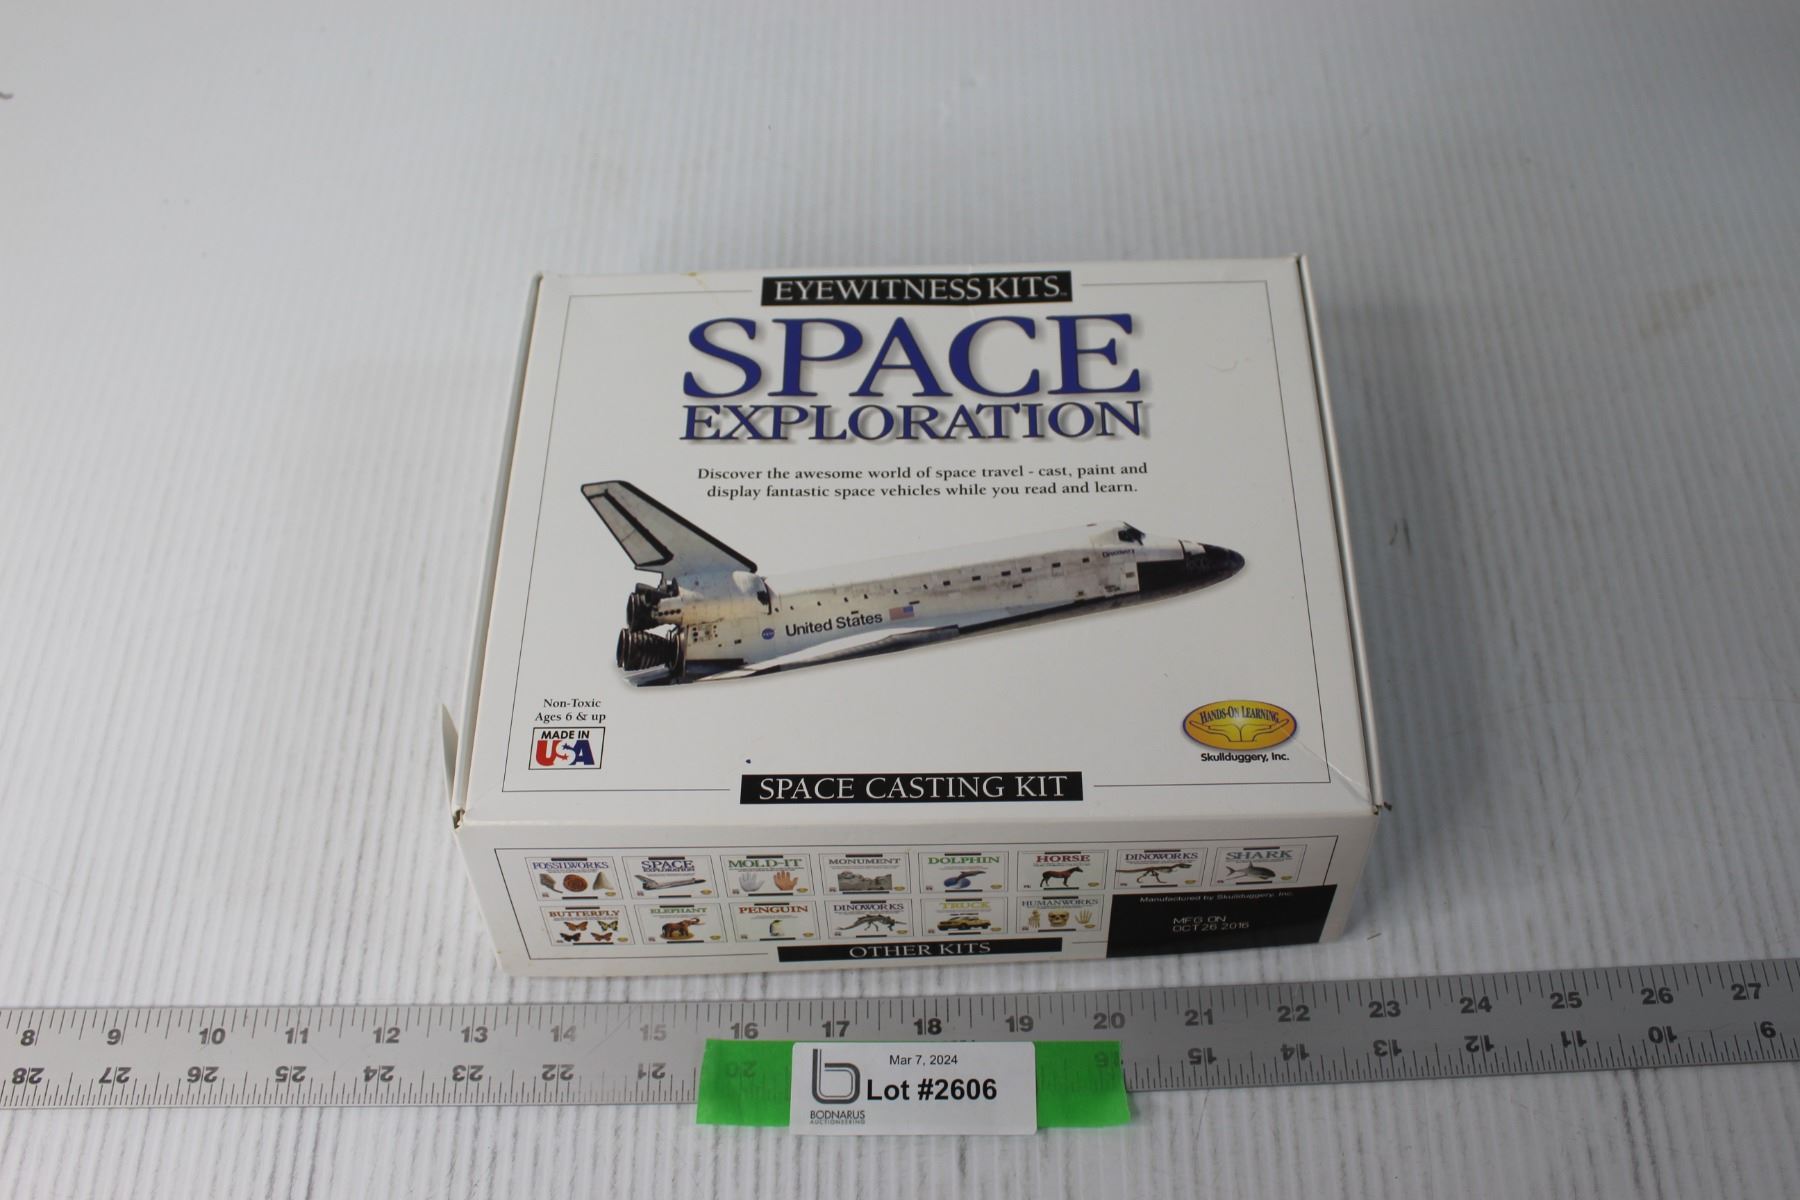 EYEWITNESS KITS
SPACE
EXPLORATION
Discover the awesome world of space travel - cast, paint and
display fantastic space vehicles while you read and learn.
Discovery
United States
Non-Toxic
Ages 6 & up
MADE IN
USA
HANDS-ON LEARNING
Skullduggery, Inc.
SPACE CASTING KIT
FOSSILWORKS
SPACE
EXPLORATION
MOLD-IT
MONUMENT
DOLPHIN
HORSE
DINOWORKS
SHARK
BUTTERFLY
ELEPHANT
PENGUIN
DINOWORKS
TRUCK
HUMANWORKS
Manufactured by Skullduggery, Inc.
MFG ON
OCT 26 2016
OTHER KITS
8 9 10 11 12 13 14 15 16 17 18 19 20 21 22 23 24 25 26 27
28 27 26 25 24 23 22 21 20 16 15 14 13 12 11 10 9
Mar 7, 2024
Lot #2606
BODNARUS
AUCTIONEERING